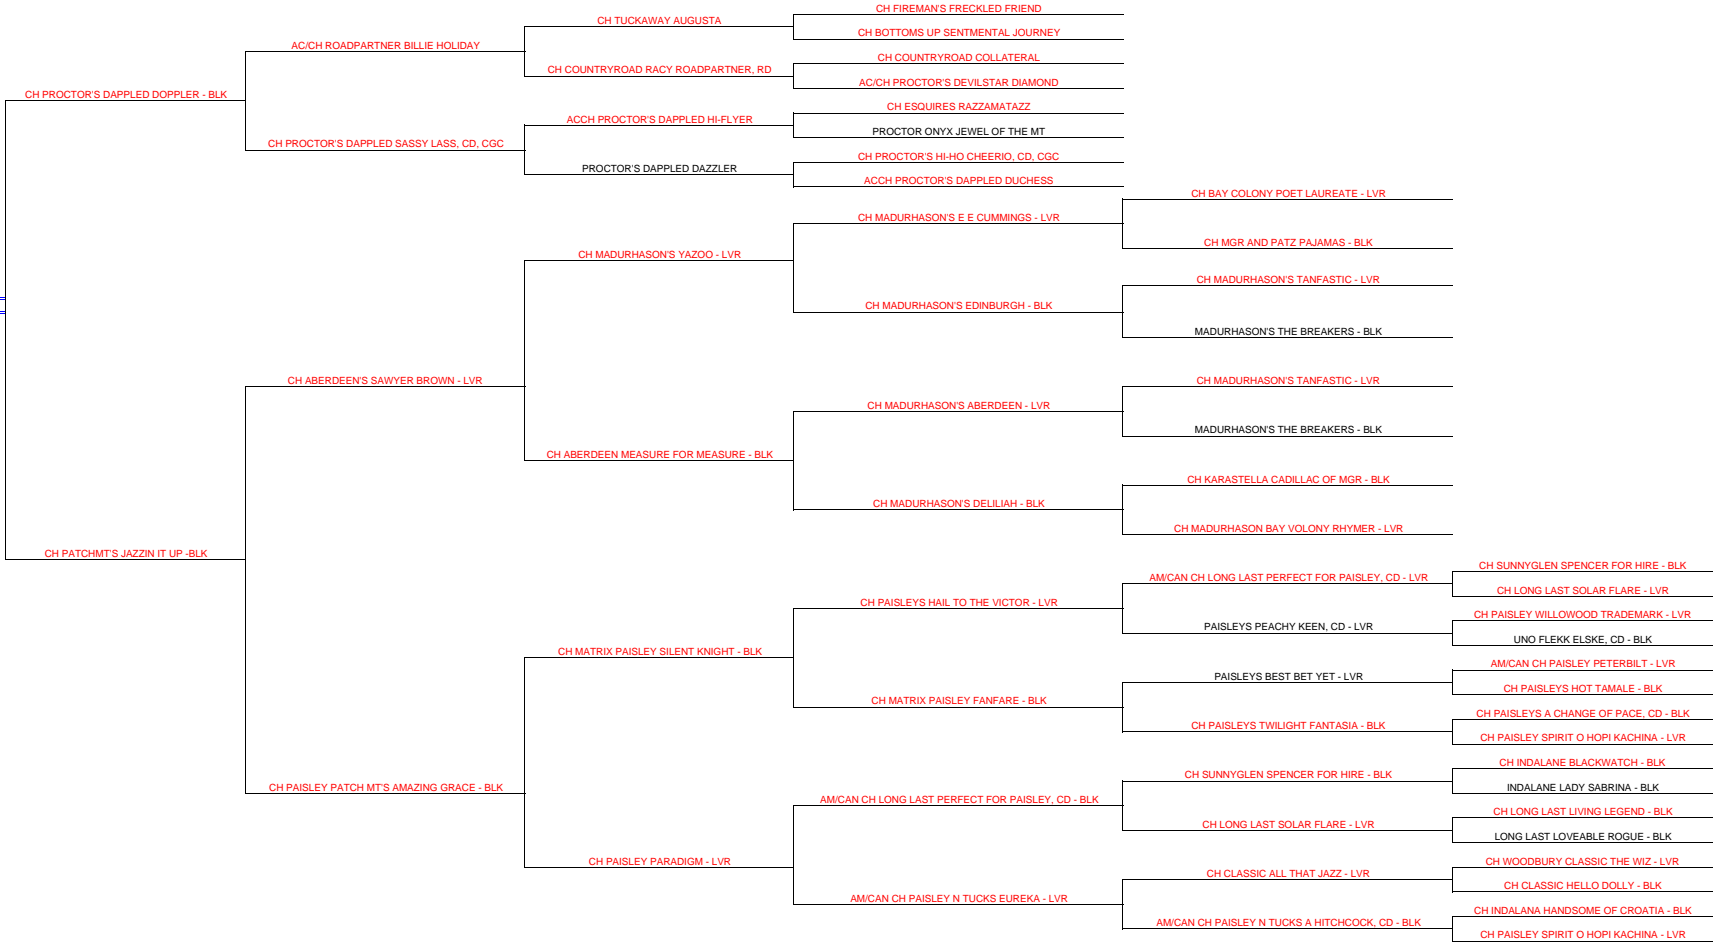 CH FIREMAN'S FRECKLED FRIEND
CH TUCKAWAY AUGUSTA
CH BOTTOMS UP SENTMENTAL JOURNEY
AC/CH ROADPARTNER BILLIE HOLIDAY
CH COUNTRYROAD COLLATERAL
CH COUNTRYROAD RACY ROADPARTNER, RD
AC/CH PROCTOR'S DEVILSTAR DIAMOND
CH PROCTOR'S DAPPLED DOPPLER - BLK
CH ESQUIRES RAZZAMATAZZ
ACCH PROCTOR'S DAPPLED HI-FLYER
PROCTOR ONYX JEWEL OF THE MT
CH PROCTOR'S DAPPLED SASSY LASS, CD, CGC
CH PROCTOR'S HI-HO CHEERIO, CD, CGC
PROCTOR'S DAPPLED DAZZLER
ACCH PROCTOR'S DAPPLED DUCHESS
CH BAY COLONY POET LAUREATE - LVR
CH MADURHASON'S E E CUMMINGS - LVR
CH MGR AND PATZ PAJAMAS - BLK
CH MADURHASON'S YAZOO - LVR
CH MADURHASON'S TANFASTIC - LVR
CH MADURHASON'S EDINBURGH - BLK
MADURHASON'S THE BREAKERS - BLK
CH ABERDEEN'S SAWYER BROWN - LVR
CH MADURHASON'S TANFASTIC - LVR
CH MADURHASON'S ABERDEEN - LVR
MADURHASON'S THE BREAKERS - BLK
CH ABERDEEN MEASURE FOR MEASURE - BLK
CH KARASTELLA CADILLAC OF MGR - BLK
CH MADURHASON'S DELILIAH - BLK
CH MADURHASON BAY VOLONY RHYMER - LVR
CH PATCHMT'S JAZZIN IT UP -BLK
CH SUNNYGLEN SPENCER FOR HIRE - BLK
AM/CAN CH LONG LAST PERFECT FOR PAISLEY, CD - LVR
CH LONG LAST SOLAR FLARE - LVR
CH PAISLEYS HAIL TO THE VICTOR - LVR
CH PAISLEY WILLOWOOD TRADEMARK - LVR
PAISLEYS PEACHY KEEN, CD - LVR
UNO FLEKK ELSKE, CD - BLK
CH MATRIX PAISLEY SILENT KNIGHT - BLK
AM/CAN CH PAISLEY PETERBILT - LVR
PAISLEYS BEST BET YET - LVR
CH PAISLEYS HOT TAMALE - BLK
CH MATRIX PAISLEY FANFARE - BLK
CH PAISLEYS A CHANGE OF PACE, CD - BLK
CH PAISLEYS TWILIGHT FANTASIA - BLK
CH PAISLEY SPIRIT O HOPI KACHINA - LVR
CH PAISLEY PATCH MT'S AMAZING GRACE - BLK
CH INDALANE BLACKWATCH - BLK
CH SUNNYGLEN SPENCER FOR HIRE - BLK
INDALANE LADY SABRINA - BLK
AM/CAN CH LONG LAST PERFECT FOR PAISLEY, CD - BLK
CH LONG LAST LIVING LEGEND - BLK
CH LONG LAST SOLAR FLARE - LVR
LONG LAST LOVEABLE ROGUE - BLK
CH PAISLEY PARADIGM - LVR
CH WOODBURY CLASSIC THE WIZ - LVR
CH CLASSIC ALL THAT JAZZ - LVR
CH CLASSIC HELLO DOLLY - BLK
AM/CAN CH PAISLEY N TUCKS EUREKA - LVR
CH INDALANA HANDSOME OF CROATIA - BLK
AM/CAN CH PAISLEY N TUCKS A HITCHCOCK, CD - BLK
CH PAISLEY SPIRIT O HOPI KACHINA - LVR